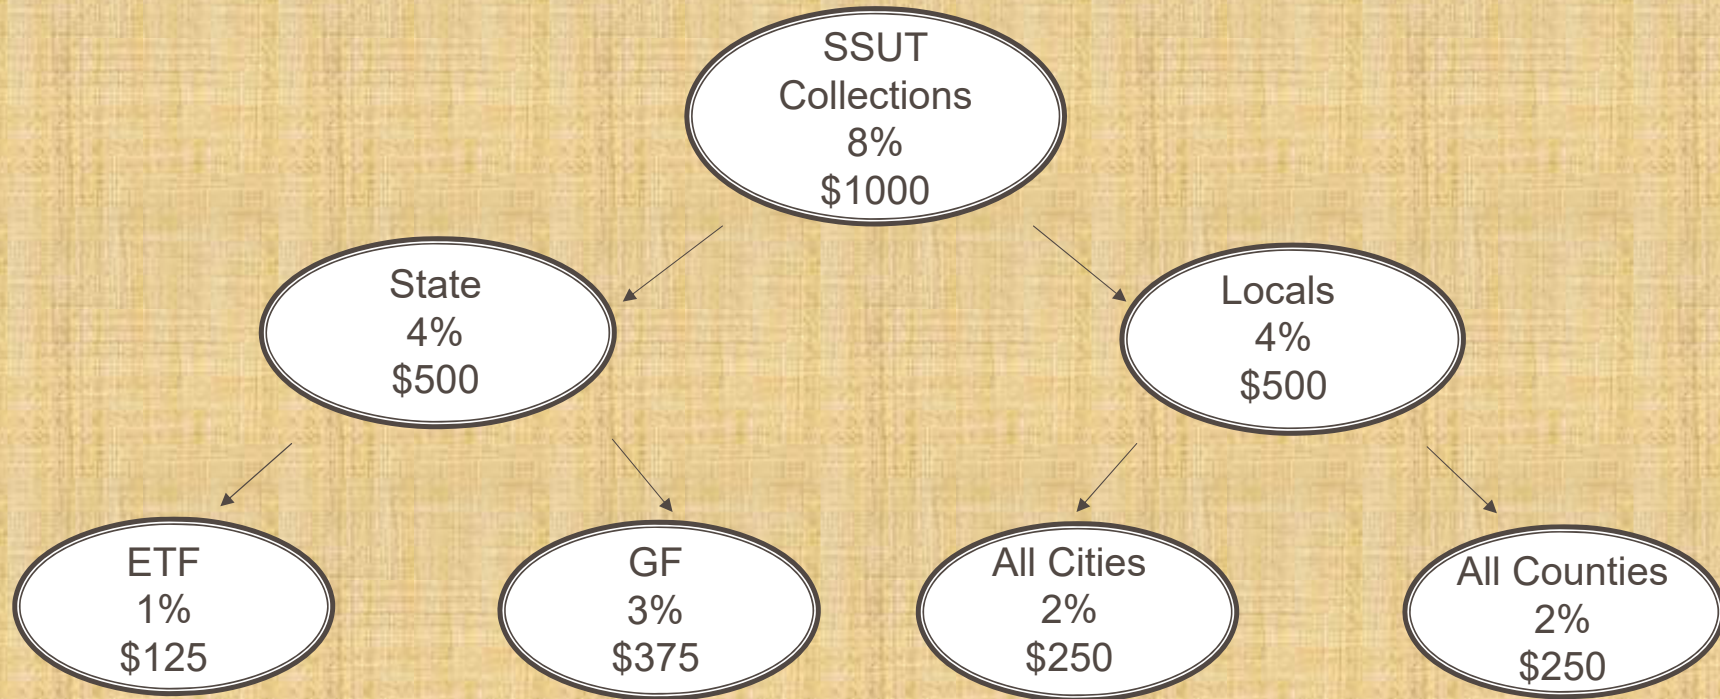 SSUT
Collections
8%
$1000
State
4%
$500
Locals
4%
$500
ETF
1%
$125
GF
3%
$375
All Cities
2%
$250
All Counties
2%
$250